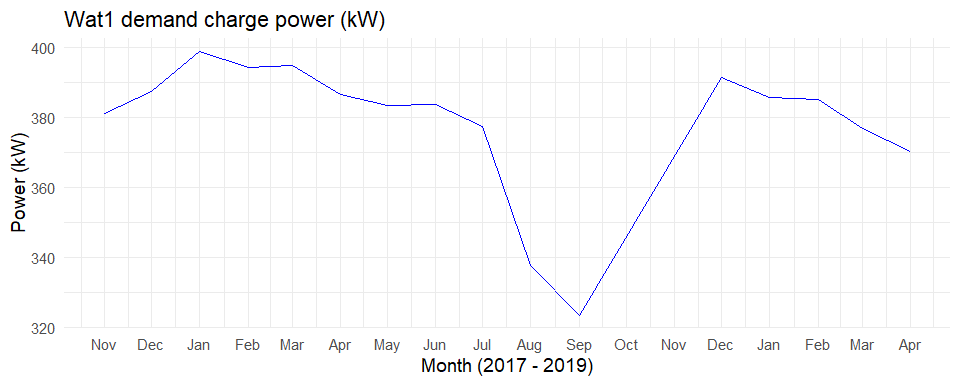 Wat1 demand charge power (kW)
400
380
360
340
320
Power (kW)
Nov Dec Jan Feb Mar Apr May Jun Jul Aug Sep Oct Nov Dec Jan Feb Mar Apr
Month (2017 - 2019)